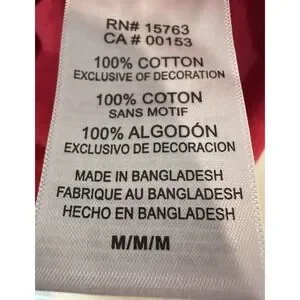 RN# 15763
CA # 00153
100% COTTON
EXCLUSIVE OF DECORATION
100% COTON
SANS MOTIF
100% ALGODÓN
EXCLUSIVO DE DECORACION
MADE IN BANGLADESH
FABRIQUE AU BANGLADESH
HECHO EN BANGLADESH
M/M/M